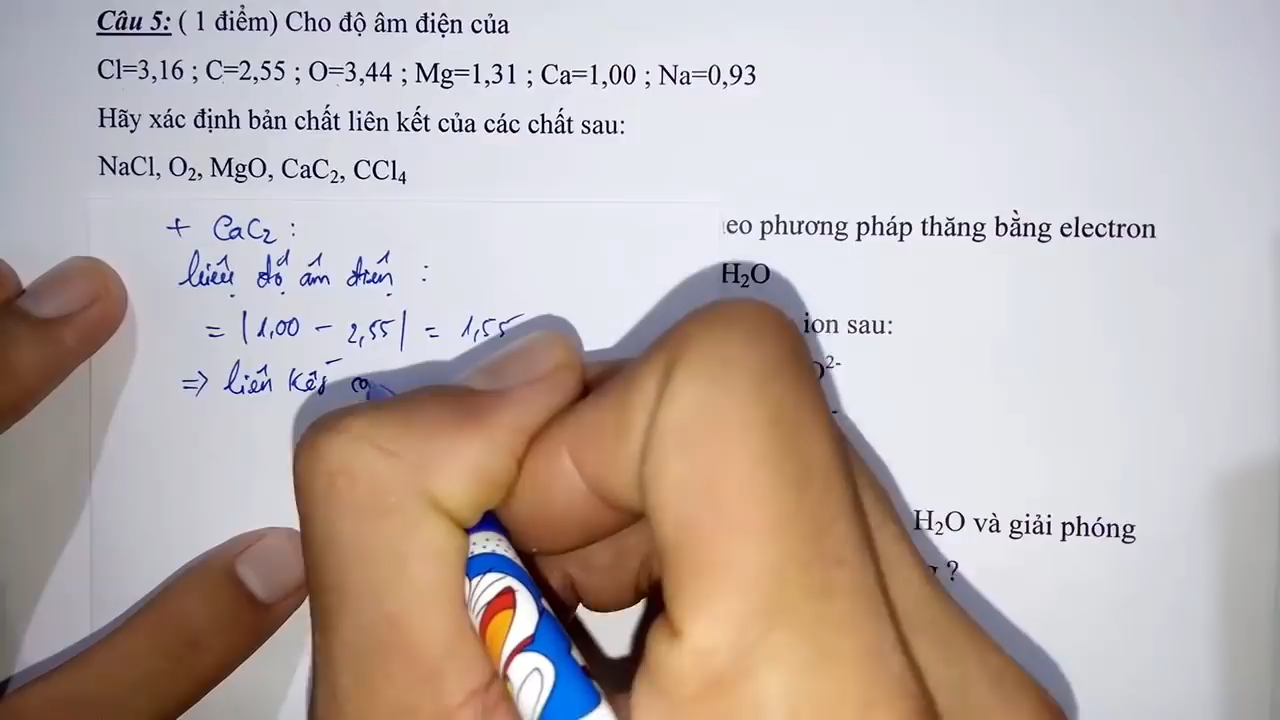 Câu 5: ( 1 điểm) Cho độ âm điện của
Cl=3,16 ; C=2,55 ; O=3,44 ; Mg=1,31 ; Ca=1,00 ; Na=0,93
Hãy xác định bản chất liên kết của các chất sau:
NaCl, O₂, MgO, CaC₂, CCl₄
+ CaC₂ :
hiệu độ âm điện :
= |1,00 - 2,55| = 1,55
=> liên kết
eo phương pháp thăng bằng electron
H₂O
ion sau:
2-
H₂O và giải phóng
?